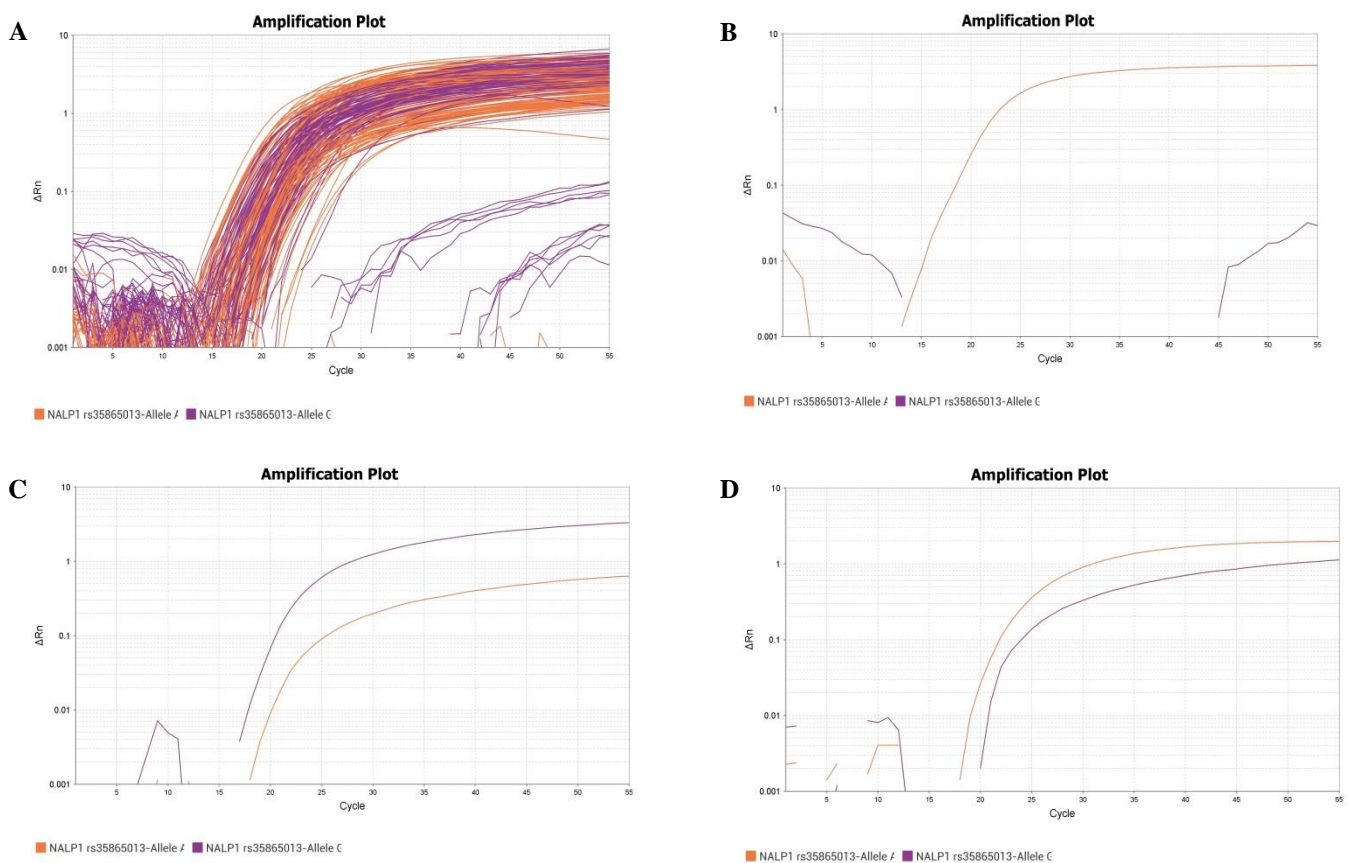 A
Amplification Plot
10
1
0.1
0.01
0.001
ΔRn
5 10 15 20 25 30 35 40 45 50 55
Cycle
NALP1 rs35865013-Allele NALP1 rs35865013-Allele
B
Amplification Plot
10
1
0.1
0.01
0.001
ΔRn
5 10 15 20 25 30 35 40 45 50 55
Cycle
NALP1 rs35865013-Allele NALP1 rs35865013-Allele
C
Amplification Plot
10
1
0.1
0.01
0.001
ΔRn
5 10 15 20 25 30 35 40 45 50 55
Cycle
NALP1 rs35865013-Allele NALP1 rs35865013-Allele
D
Amplification Plot
10
1
0.1
0.01
0.001
ΔRn
5 10 15 20 25 30 35 40 45 50 55
Cycle
NALP1 rs35865013-Allele NALP1 rs35865013-Allele